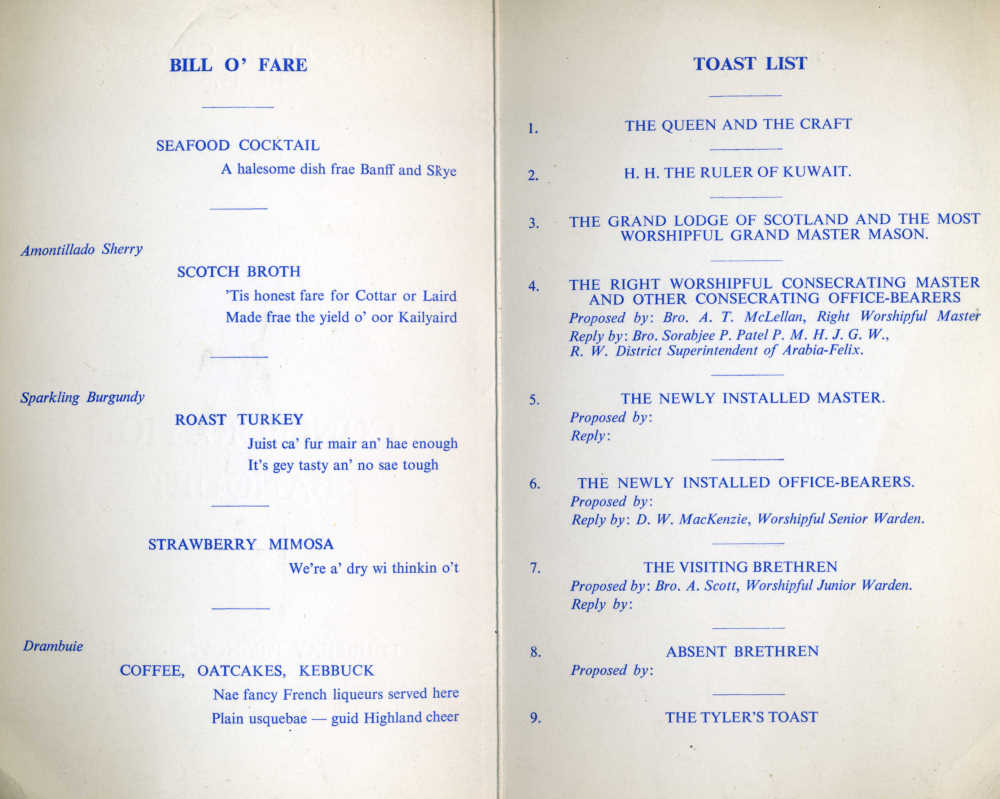 BILL O' FARE
SEAFOOD COCKTAIL
A halesome dish frae Banff and Skye
Amontillado Sherry
SCOTCH BROTH
'Tis honest fare for Cottar or Laird
Made frae the yield o' oor Kailyaird
Sparkling Burgundy
ROAST TURKEY
Juist ca' fur mair an' hae enough
It's gey tasty an' no sae tough
STRAWBERRY MIMOSA
We're a' dry wi thinkin o't
Drambuie
COFFEE, OATCAKES, KEBBUCK
Nae fancy French liqueurs served here
Plain usquebae — guid Highland cheer
TOAST LIST
1. THE QUEEN AND THE CRAFT
2. H. H. THE RULER OF KUWAIT.
3. THE GRAND LODGE OF SCOTLAND AND THE MOST
WORSHIPFUL GRAND MASTER MASON.
4. THE RIGHT WORSHIPFUL CONSECRATING MASTER
AND OTHER CONSECRATING OFFICE-BEARERS
Proposed by: Bro. A. T. McLellan, Right Worshipful Master
Reply by: Bro. Sorabjee P. Patel P. M. H. J. G. W.,
R. W. District Superintendent of Arabia-Felix.
5. THE NEWLY INSTALLED MASTER.
Proposed by:
Reply:
6. THE NEWLY INSTALLED OFFICE-BEARERS.
Proposed by:
Reply by: D. W. MacKenzie, Worshipful Senior Warden.
7. THE VISITING BRETHREN
Proposed by: Bro. A. Scott, Worshipful Junior Warden.
Reply by:
8. ABSENT BRETHREN
Proposed by:
9. THE TYLER'S TOAST